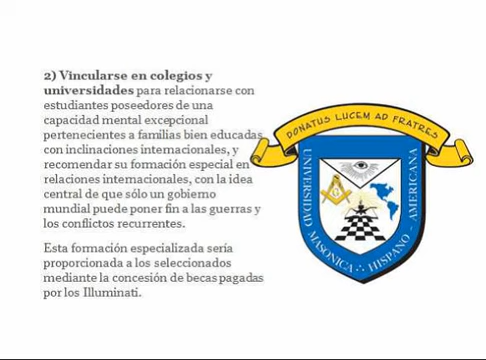 2) Vincularse en colegios y
universidades para relacionarse con
estudiantes poseedores de una
capacidad mental excepcional
pertenecientes a familias bien educadas,
con inclinaciones internacionales, y
recomendar su formación especial en
relaciones internacionales, con la idea
central de que sólo un gobierno
mundial puede poner fin a las guerras y
los conflictos recurrentes.
Esta formación especializada sería
proporcionada a los seleccionados
mediante la concesión de becas pagadas
por los Illuminati.
DONATUS LUCEM AD FRATRES
UNIVERSIDAD MASONICA ∴ HISPANO - AMERICANA
G